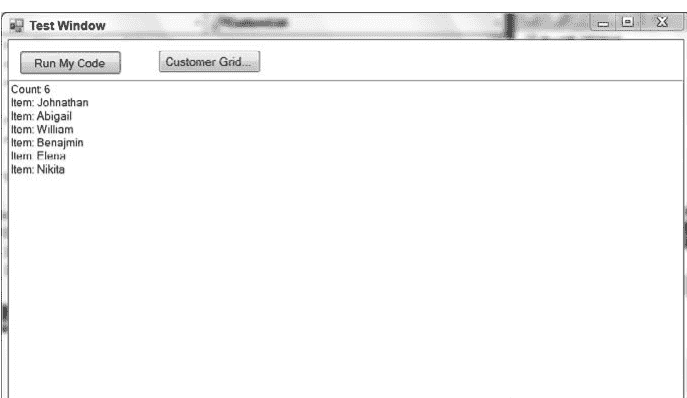 Test Window
Run My Code
Customer Grid...
Count: 6
Item: Johnathan
Item: Abigail
Item: William
Item: Benajmin
Item: Elena
Item: Nikita